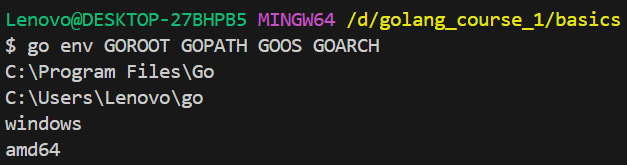 Lenovo@DESKTOP-27BHPB5 MINGW64 /d/golang_course_1/basics
$ go env GOROOT GOPATH GOOS GOARCH
C:\Program Files\Go
C:\Users\Lenovo\go
windows
amd64